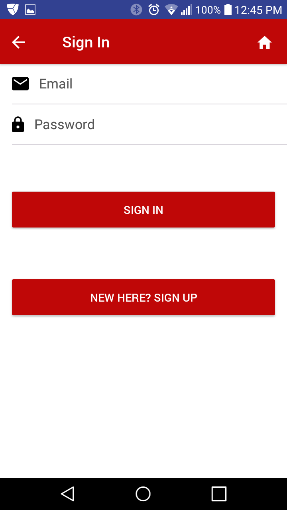 100% 12:45 PM
Sign In
Email
Password
SIGN IN
NEW HERE? SIGN UP